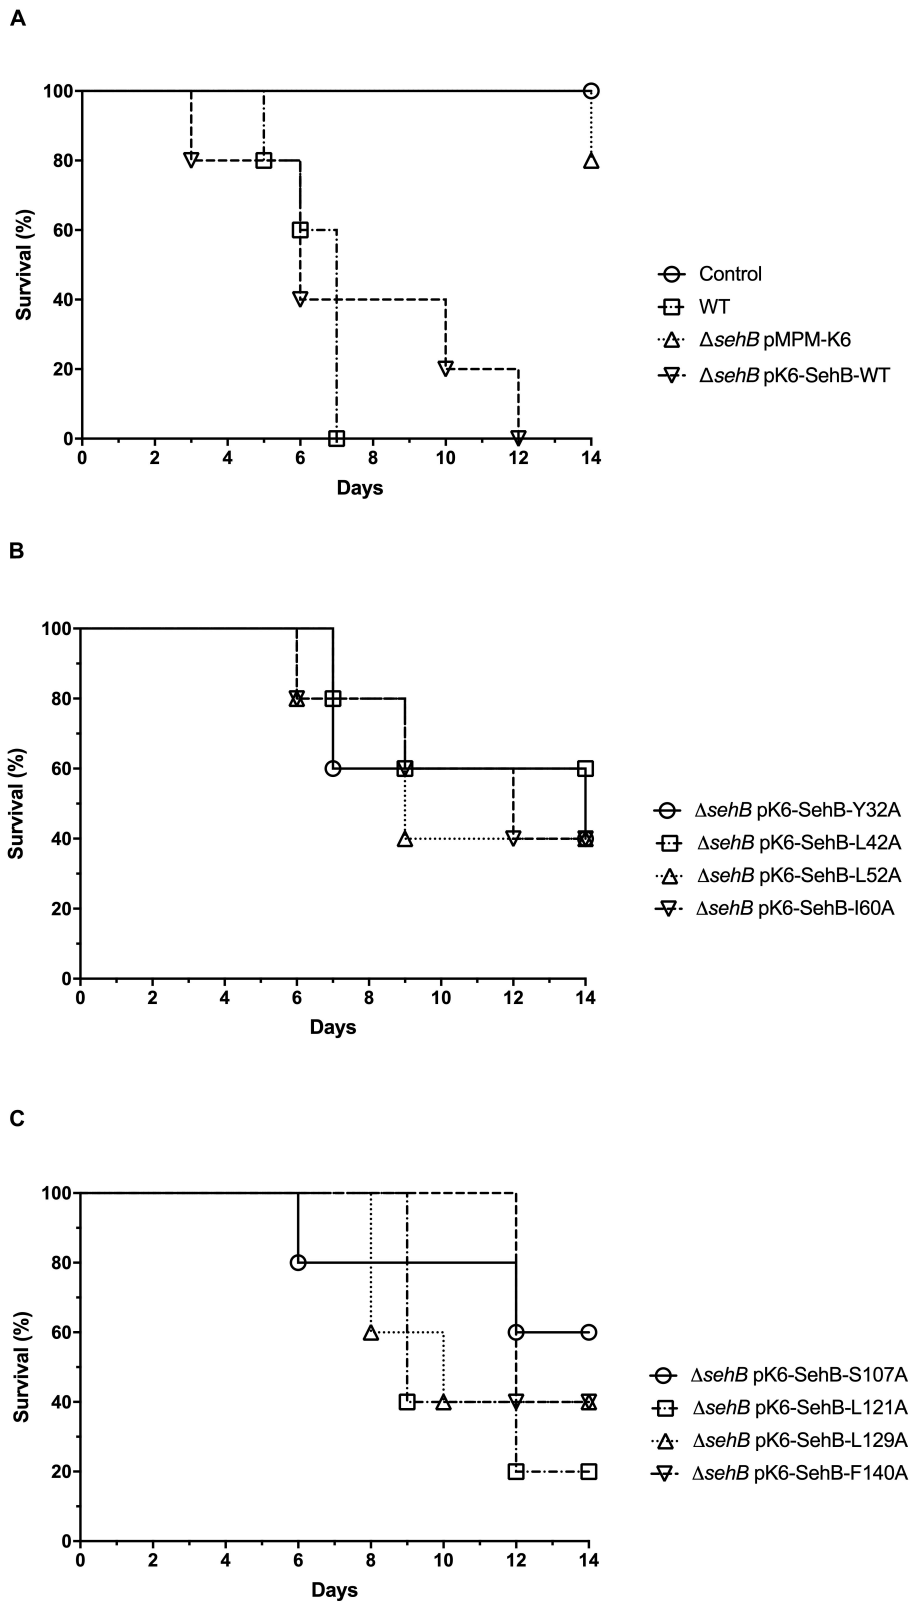 A
100
80
60
40
20
0
Survival (%)
0 2 4 6 8 10 12 14
Days
Control
WT
ΔsehB pMPM-K6
ΔsehB pK6-SehB-WT
B
100
80
60
40
20
0
Survival (%)
0 2 4 6 8 10 12 14
Days
ΔsehB pK6-SehB-Y32A
ΔsehB pK6-SehB-L42A
ΔsehB pK6-SehB-L52A
ΔsehB pK6-SehB-I60A
C
100
80
60
40
20
0
Survival (%)
0 2 4 6 8 10 12 14
Days
ΔsehB pK6-SehB-S107A
ΔsehB pK6-SehB-L121A
ΔsehB pK6-SehB-L129A
ΔsehB pK6-SehB-F140A